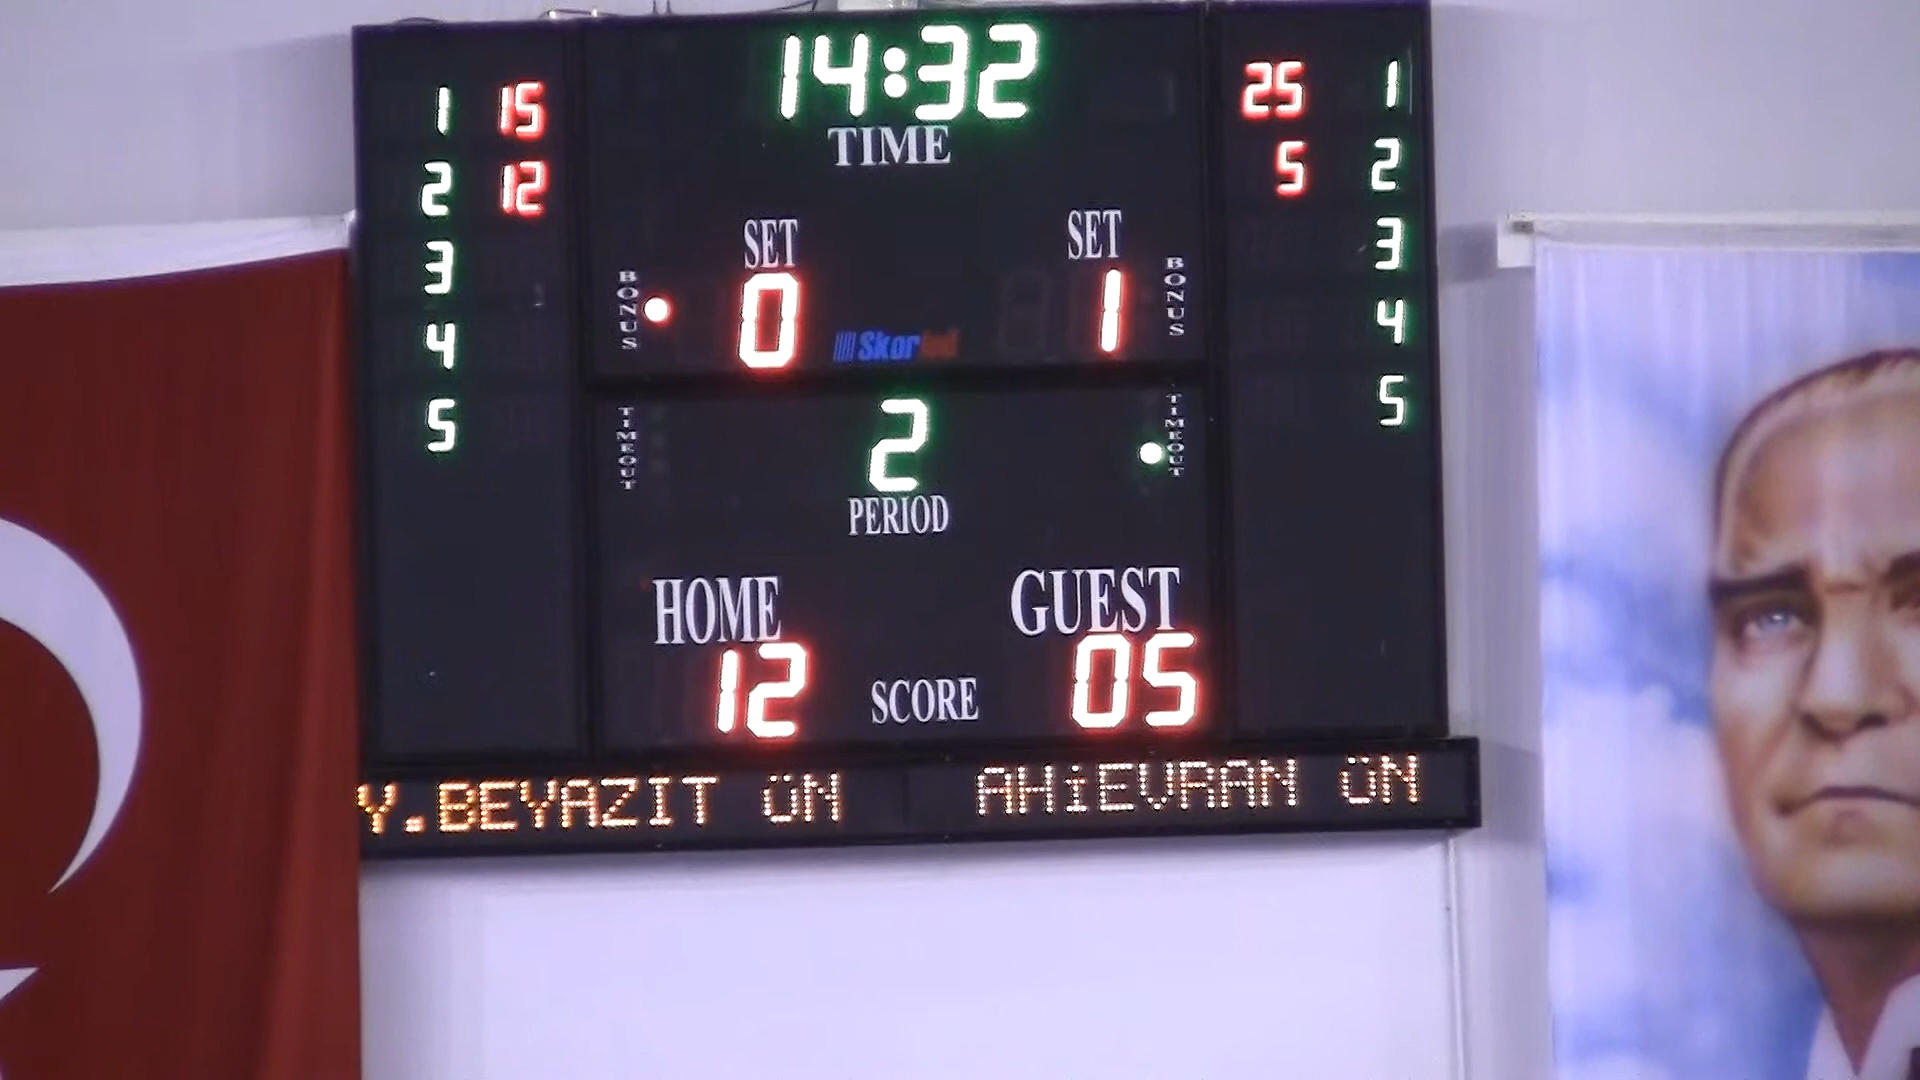 14:32
TIME
1 15
25 1
2 12
5 2
SET
SET
3
3
BONUS
0
1
BONUS
Skorled
4
4
5
5
TIMEOUT
2
TIMEOUT
PERIOD
HOME
GUEST
12
SCORE
05
Y.BEYAZIT ÜN
AHiEVRAN ÜN